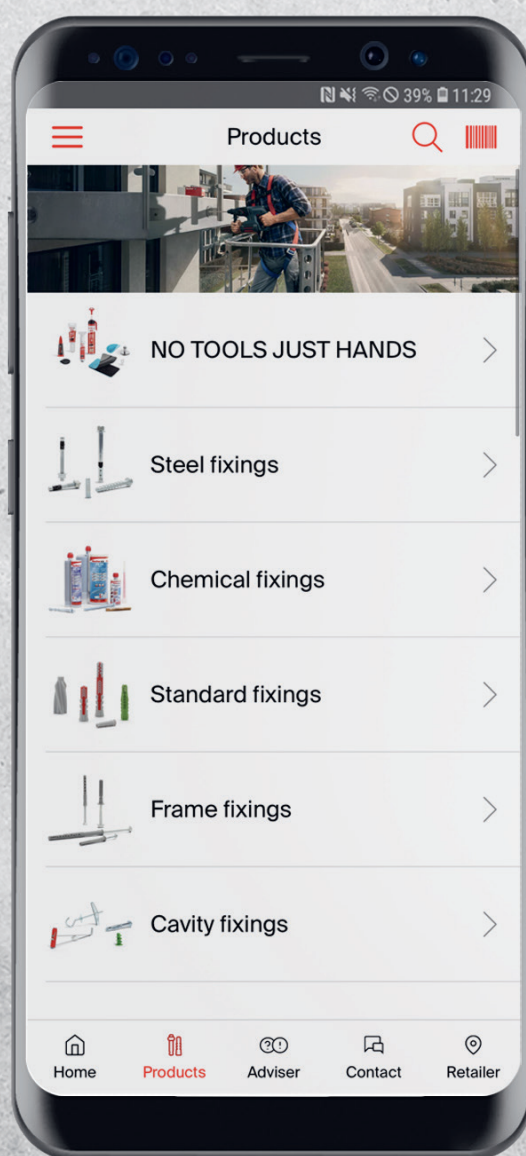 39% 11:29
Products
NO TOOLS JUST HANDS
Steel fixings
Chemical fixings
Standard fixings
Frame fixings
Cavity fixings
Home Products Adviser Contact Retailer